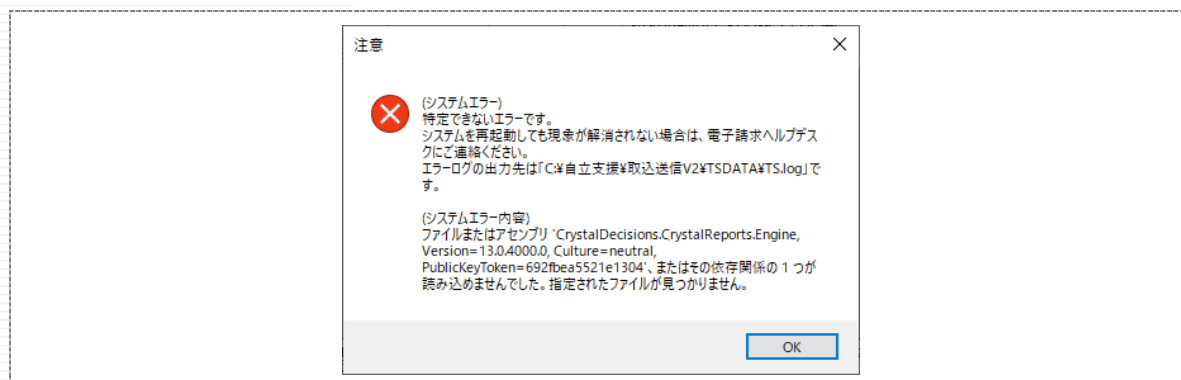 注意
(システムエラー)
特定できないエラーです。
システムを再起動しても現象が解消されない場合は、電子請求ヘルプデス
クにご連絡ください。
エラーログの出力先は「C:¥自立支援¥取込送信V2¥TSDATA¥TS.log」で
す。
(システムエラー内容)
ファイルまたはアセンブリ 'CrystalDecisions.CrystalReports.Engine,
Version=13.0.4000.0, Culture=neutral,
PublicKeyToken=692fbea5521e1304'、またはその依存関係の 1 つが
読み込めませんでした。指定されたファイルが見つかりません。
OK